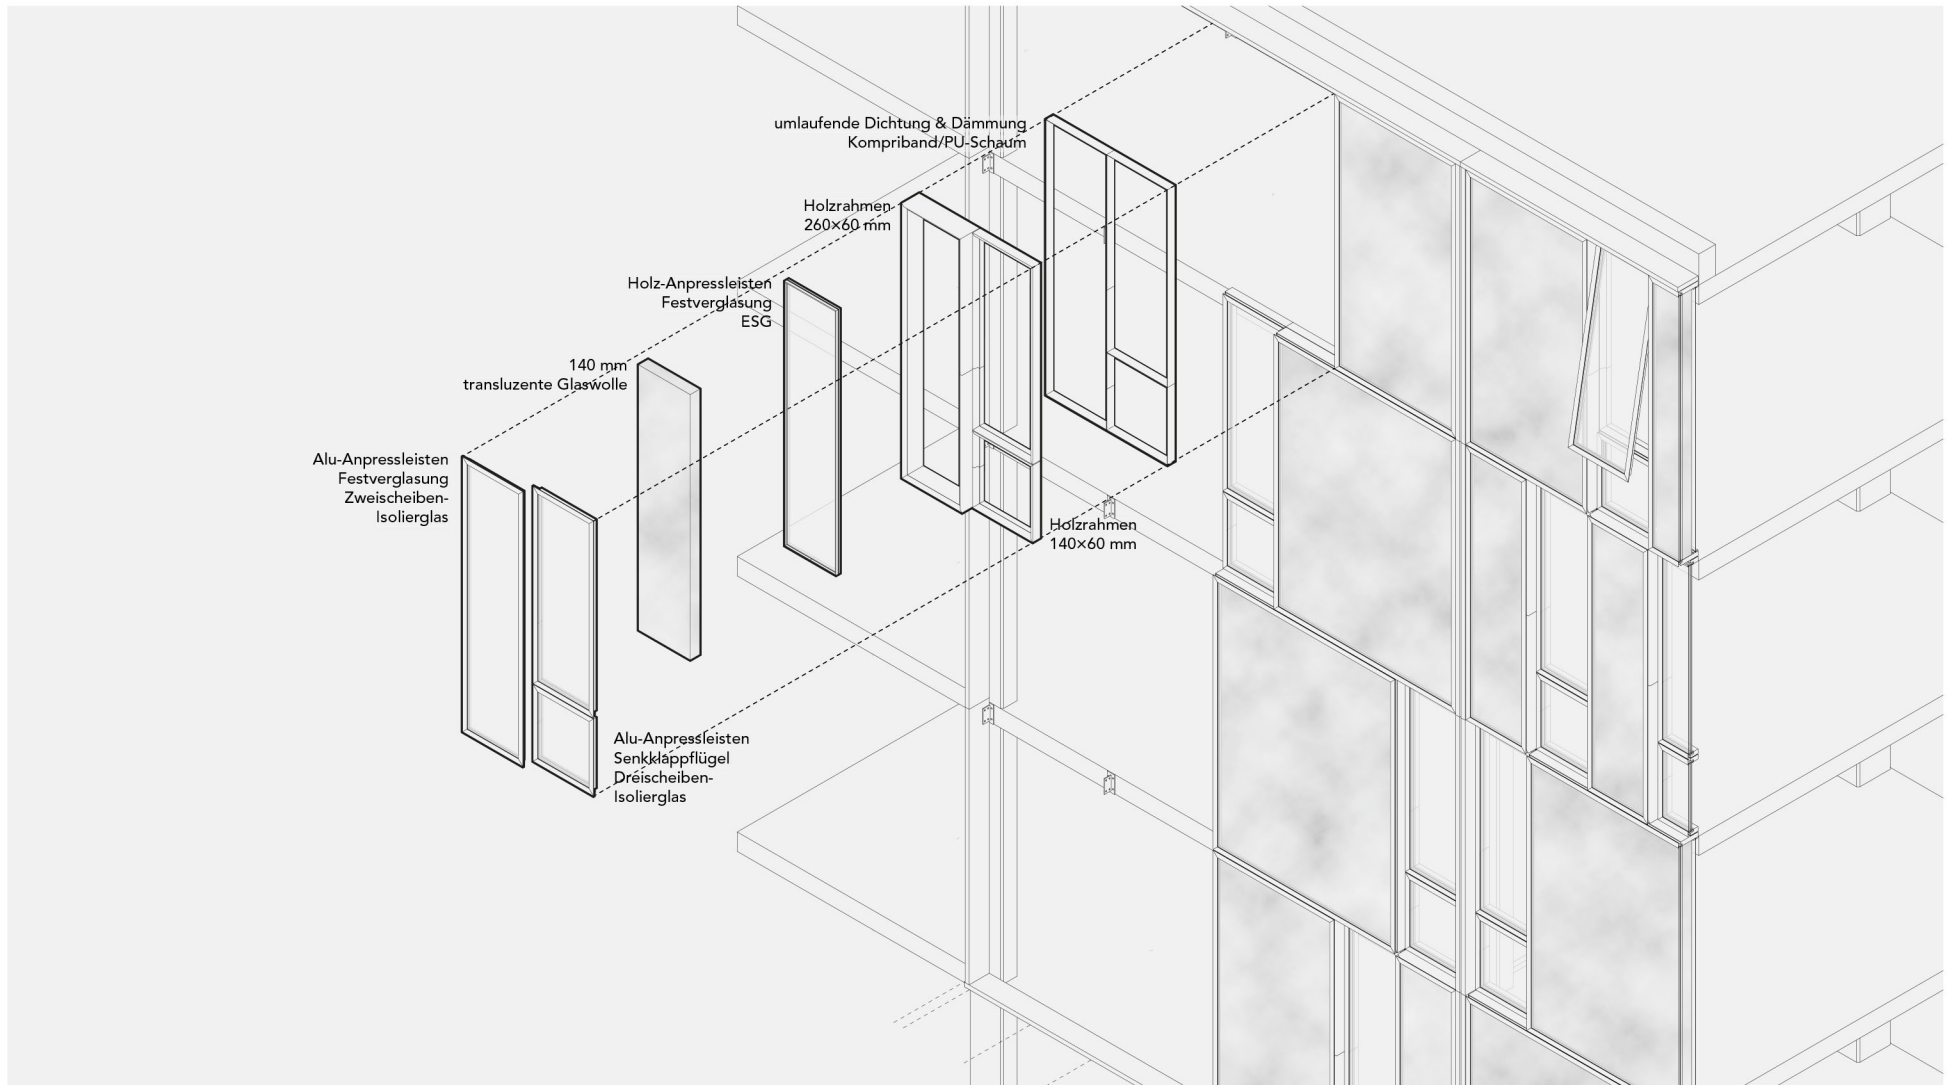 umlaufende Dichtung & Dämmung
Kompriband/PU-Schaum
Holzrahmen
260×60 mm
Holz-Anpressleisten
Festverglasung
ESG
140 mm
transluzente Glaswolle
Alu-Anpressleisten
Festverglasung
Zweischeiben-
Isolierglas
Holzrahmen
140×60 mm
Alu-Anpressleisten
Senkklappflügel
Dreischeiben-
Isolierglas